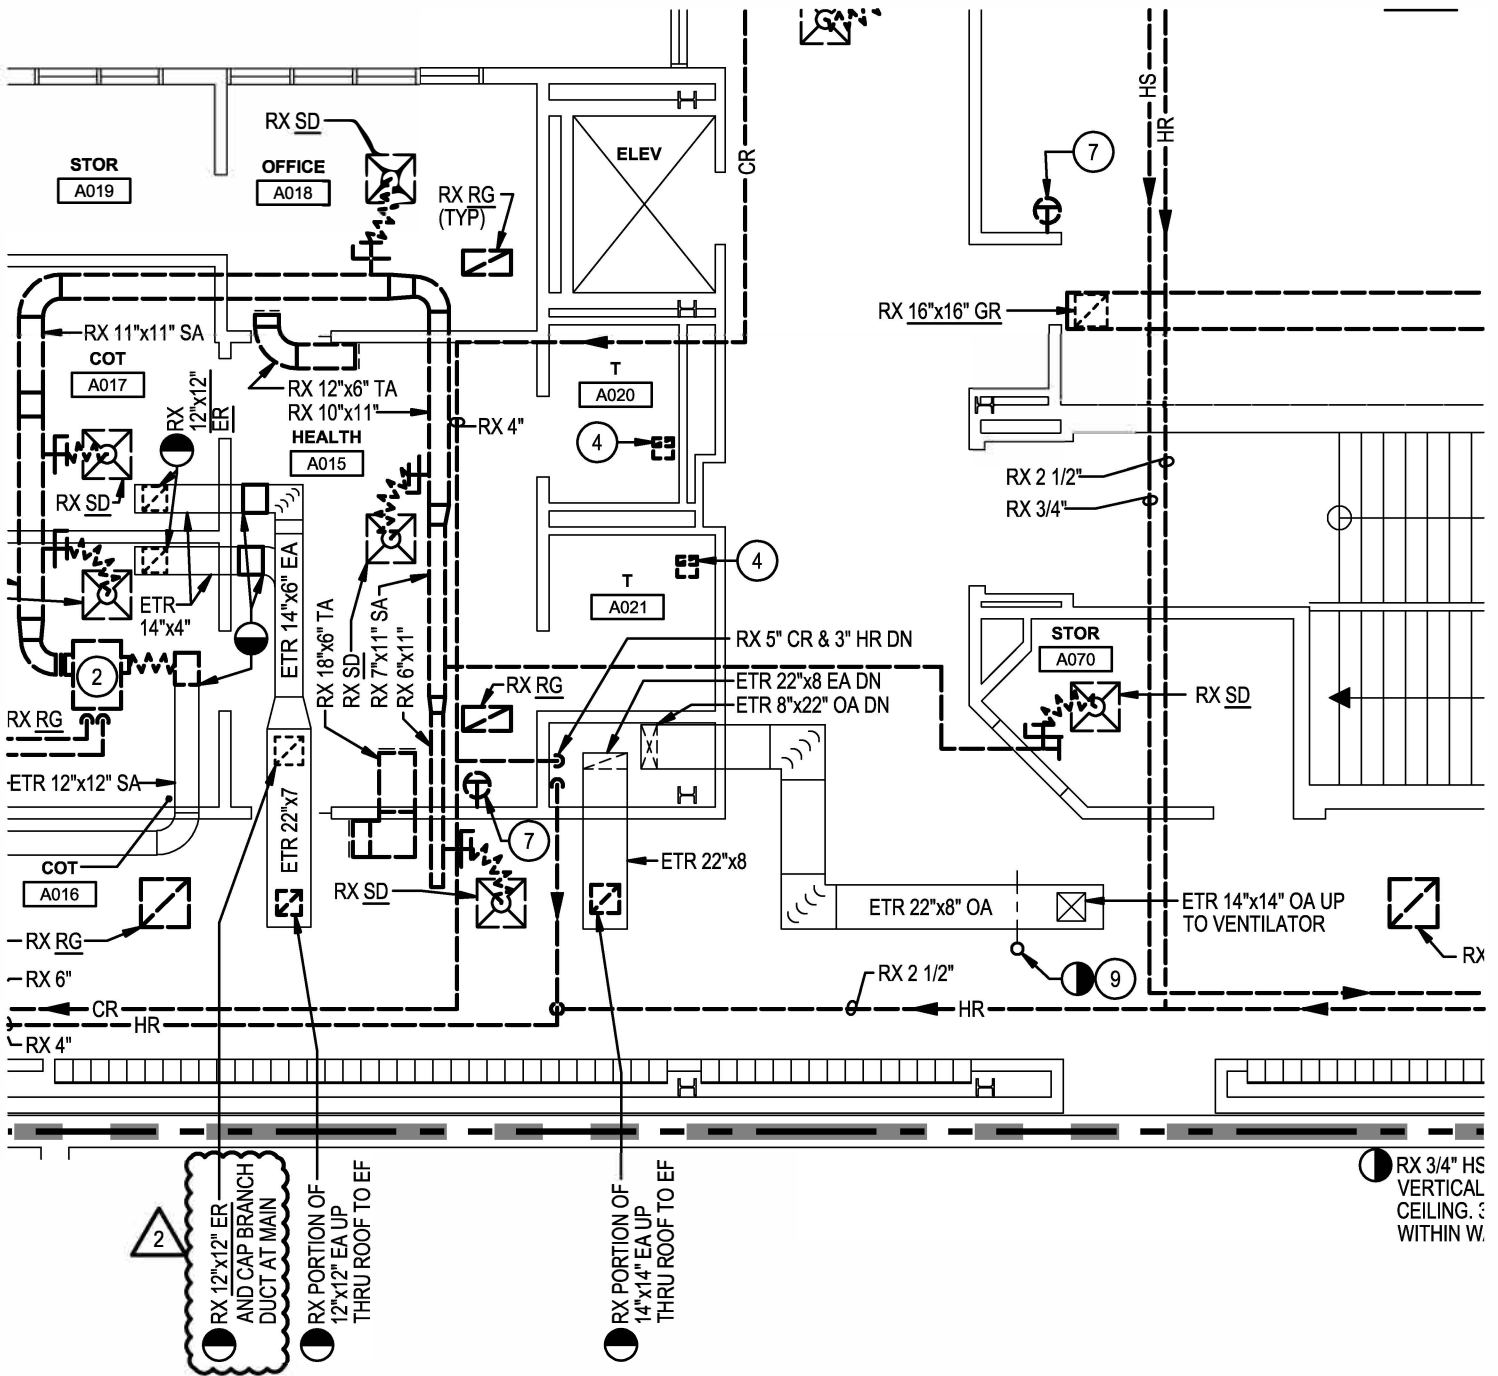 HS
HR
CR
7
RX SD
STOR
A019
OFFICE
A018
ELEV
RX RG
(TYP)
RX 16"x16" GR
RX 11"x11" SA
COT
A017
RX
12"x12"
ER
RX 12"x6" TA
RX 10"x11"
HEALTH
A015
RX 4"
T
A020
4
RX 2 1/2"
RX 3/4"
RX SD
ETR
14"x4"
ETR 14"x6" EA
RX 18"x6" TA
RX SD
RX 7"x11" SA
RX 6"x11"
4
T
A021
RX 5" CR & 3" HR DN
ETR 22"x8 EA DN
ETR 8"x22" OA DN
STOR
A070
RX SD
2
RX RG
RX RG
ETR 12"x12" SA
ETR 22"x7
7
ETR 22"x8
COT
A016
RX SD
ETR 22"x8" OA
ETR 14"x14" OA UP
TO VENTILATOR
RX RG
RX
RX 6"
RX 2 1/2"
9
CR
HR
HR
RX 4"
2
RX 12"x12" ER
AND CAP BRANCH
DUCT AT MAIN
RX PORTION OF
12"x12" EA UP
THRU ROOF TO EF
RX PORTION OF
14"x14" EA UP
THRU ROOF TO EF
RX 3/4" HS
VERTICAL
CEILING.
WITHIN